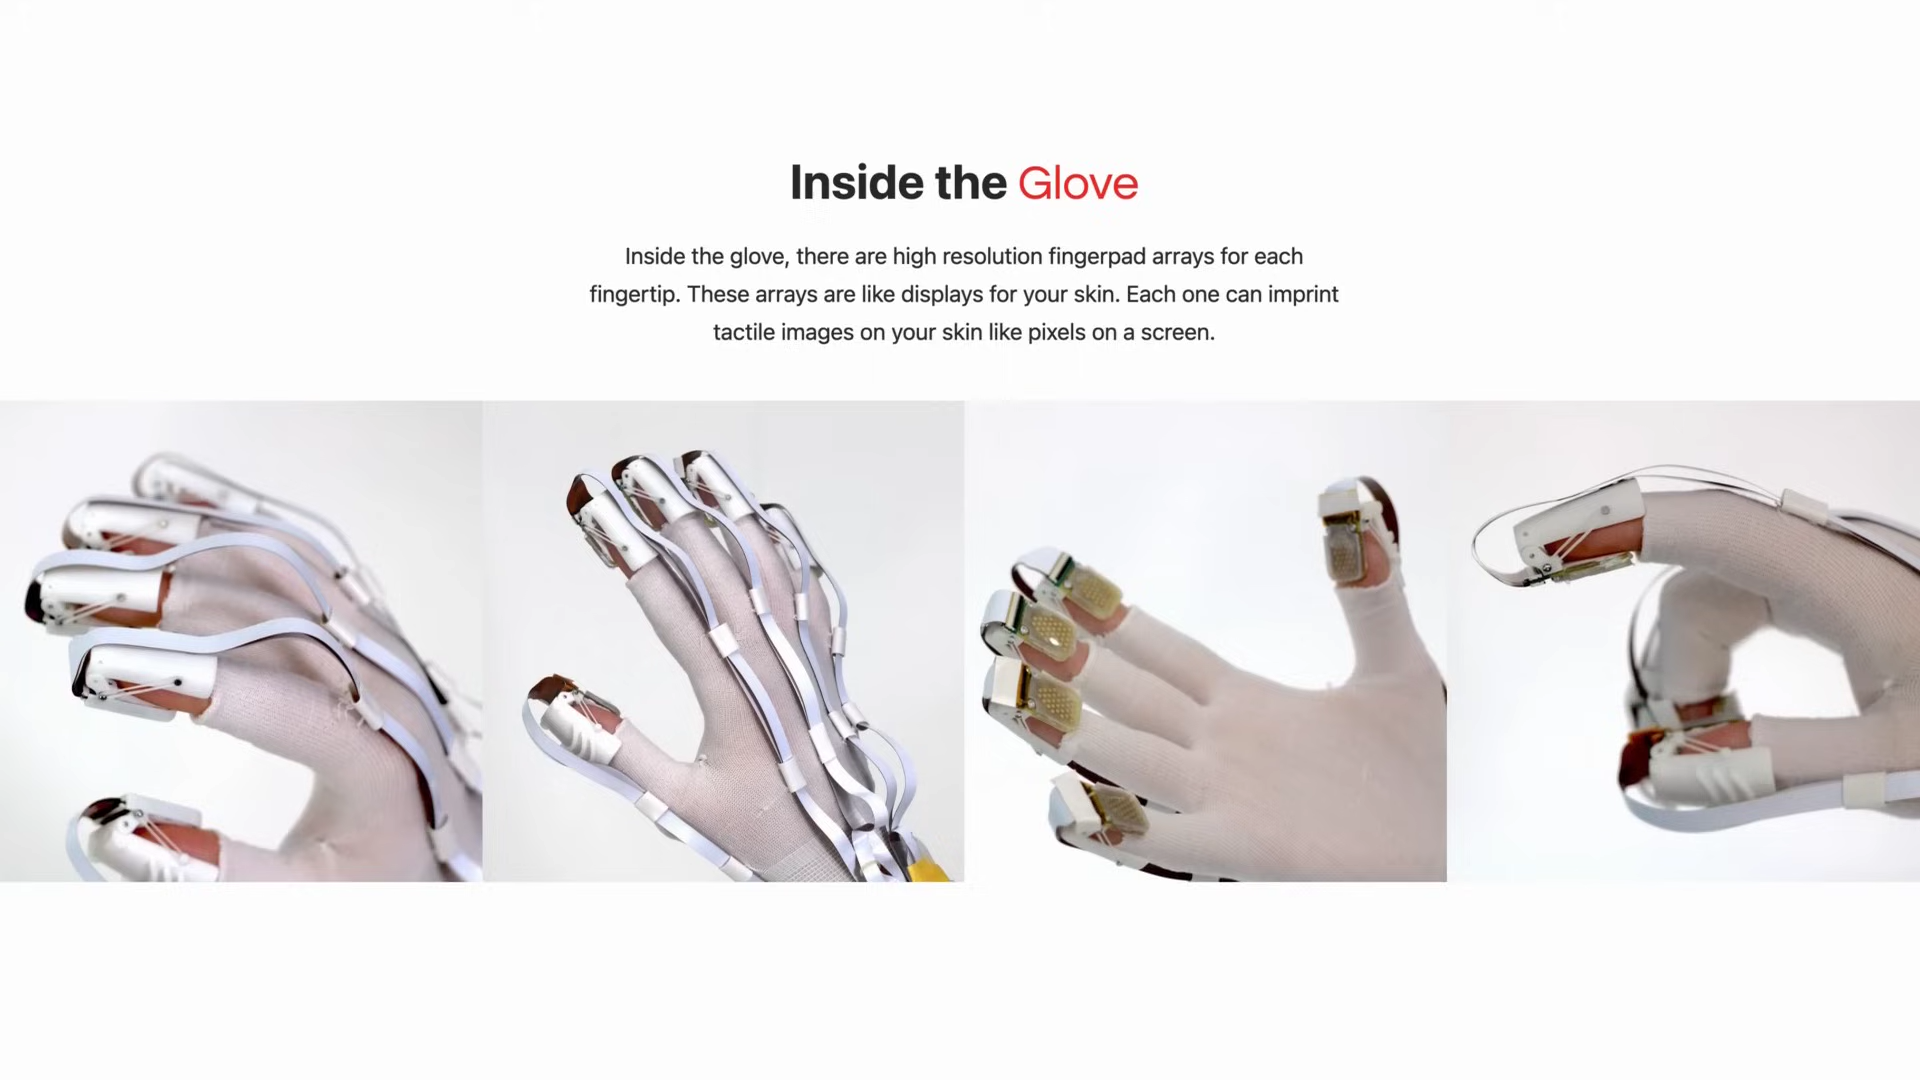 Inside the Glove
Inside the glove, there are high resolution fingerpad arrays for each
fingertip. These arrays are like displays for your skin. Each one can imprint
tactile images on your skin like pixels on a screen.